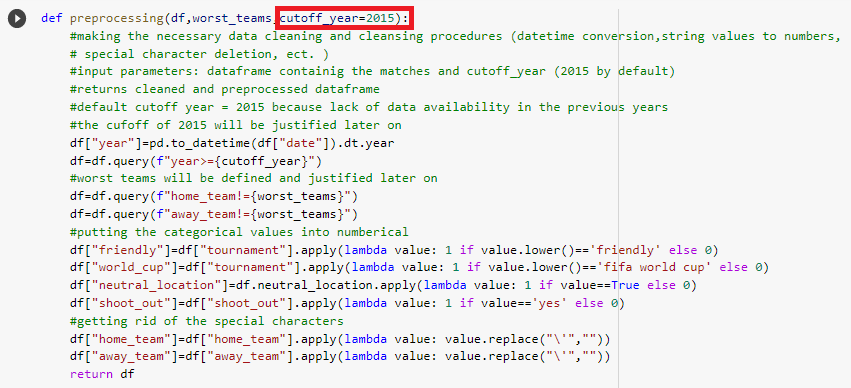 def preprocessing(df,worst_teams,cutoff_year=2015):
#making the necessary data cleaning and cleansing procedures (datetime conversion,string values to numbers,
# special character deletion, ect. )
#input parameters: dataframe containig the matches and cutoff_year (2015 by default)
#returns cleaned and preprocessed dataframe
#default cutoff year = 2015 because lack of data availability in the previous years
#the cufoff of 2015 will be justified later on
df["year"]=pd.to_datetime(df["date"]).dt.year
df=df.query(f"year>={cutoff_year}")
#worst teams will be defined and justified later on
df=df.query(f"home_team!={worst_teams}")
df=df.query(f"away_team!={worst_teams}")
#putting the categorical values into numberical
df["friendly"]=df["tournament"].apply(lambda value: 1 if value.lower()=='friendly' else 0)
df["world_cup"]=df["tournament"].apply(lambda value: 1 if value.lower()=='fifa world cup' else 0)
df["neutral_location"]=df.neutral_location.apply(lambda value: 1 if value==True else 0)
df["shoot_out"]=df["shoot_out"].apply(lambda value: 1 if value=='yes' else 0)
#getting rid of the special characters
df["home_team"]=df["home_team"].apply(lambda value: value.replace("\'",""))
df["away_team"]=df["away_team"].apply(lambda value: value.replace("\'",""))
return df